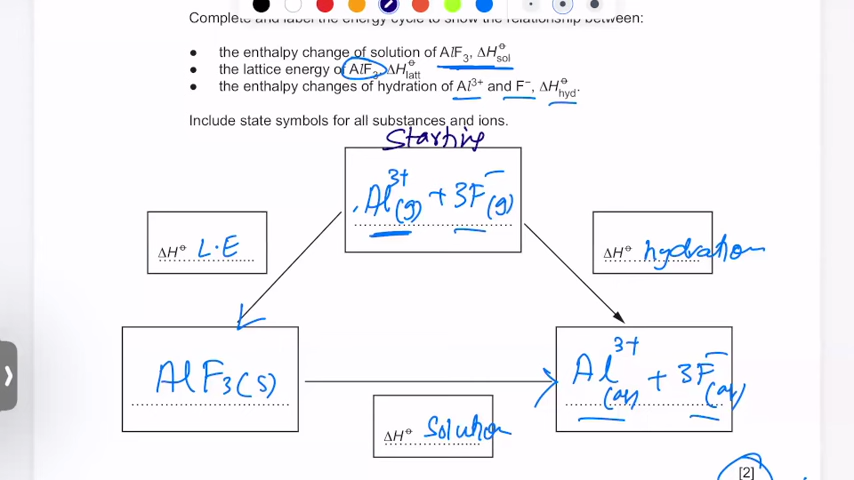 Complete and label the energy cycle to show the relationship between:
• the enthalpy change of solution of AlF₃, ΔH⦵sol
• the lattice energy of AlF₃, ΔH⦵latt
• the enthalpy changes of hydration of Al³⁺ and F⁻, ΔH⦵hyd.
Include state symbols for all substances and ions.
Starting
Al³⁺(g) + 3F⁻(g)
ΔH⦵ L.E
ΔH⦵ hydration
AlF₃(s)
Al³⁺(aq) + 3F⁻(aq)
ΔH⦵ Solution
[2]